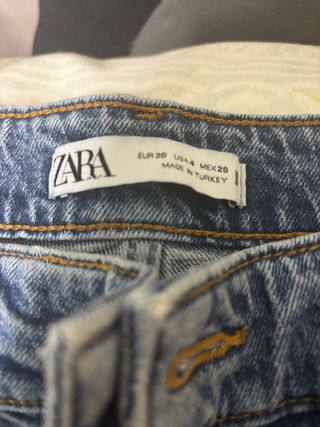 ZARA
EUR 36 USA 4 MEX 26
MADE IN TURKEY